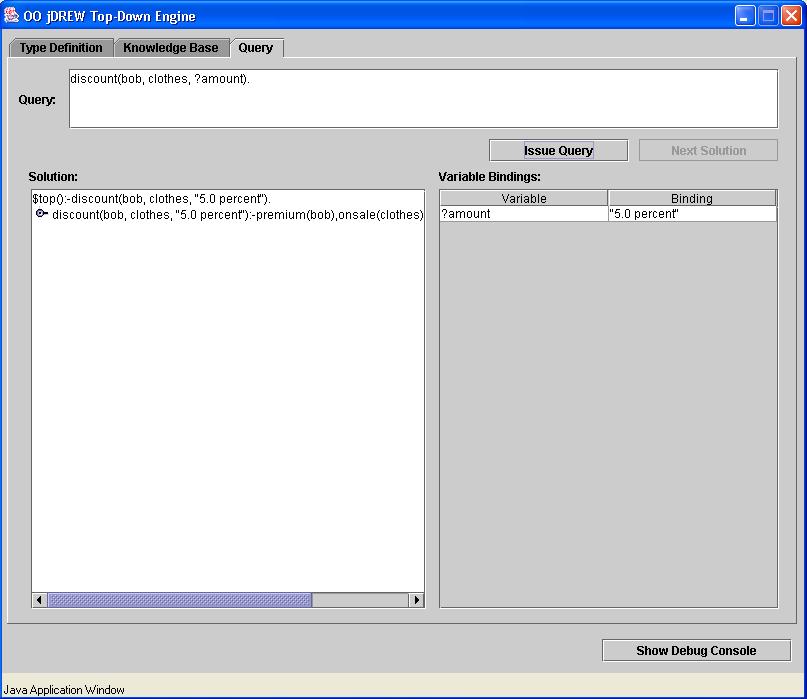 OO jDREW Top-Down Engine
Type Definition Knowledge Base Query
Query:
discount(bob, clothes, ?amount).
Issue Query Next Solution
Solution:
Variable Bindings:
$top():-discount(bob, clothes, "5.0 percent").
discount(bob, clothes, "5.0 percent"):-premium(bob),onsale(clothes)
Variable Binding
?amount "5.0 percent"
Show Debug Console
Java Application Window